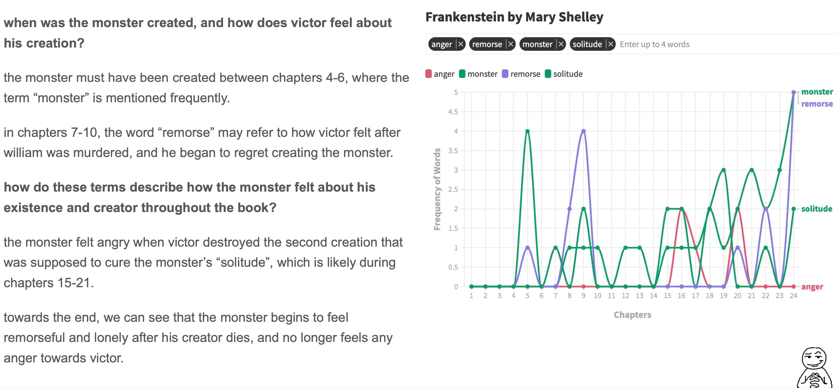 when was the monster created, and how does victor feel about
his creation?
the monster must have been created between chapters 4-6, where the
term “monster” is mentioned frequently.
in chapters 7-10, the word “remorse” may refer to how victor felt after
william was murdered, and he began to regret creating the monster.
how do these terms describe how the monster felt about his
existence and creator throughout the book?
the monster felt angry when victor destroyed the second creation that
was supposed to cure the monster’s “solitude”, which is likely during
chapters 15-21.
towards the end, we can see that the monster begins to feel
remorseful and lonely after his creator dies, and no longer feels any
anger towards victor.
Frankenstein by Mary Shelley
anger × remorse × monster × solitude × Enter up to 4 words
anger monster remorse solitude
5
4.5
4
3.5
3
2.5
2
1.5
1
0.5
0
Frequency of Words
monster
remorse
solitude
anger
1 2 3 4 5 6 7 8 9 10 11 12 13 14 15 16 17 18 19 20 21 22 23 24
Chapters